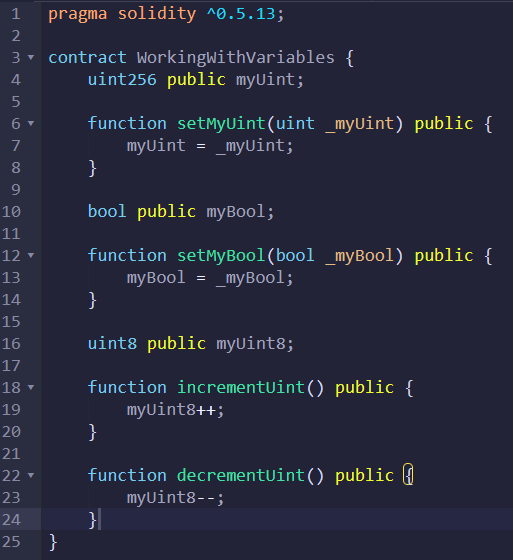 1 pragma solidity ^0.5.13;
2
3 contract WorkingWithVariables {
4     uint256 public myUint;
5
6     function setMyUint(uint _myUint) public {
7         myUint = _myUint;
8     }
9
10     bool public myBool;
11
12     function setMyBool(bool _myBool) public {
13         myBool = _myBool;
14     }
15
16     uint8 public myUint8;
17
18     function incrementUint() public {
19         myUint8++;
20     }
21
22     function decrementUint() public {
23         myUint8--;
24     }
25 }